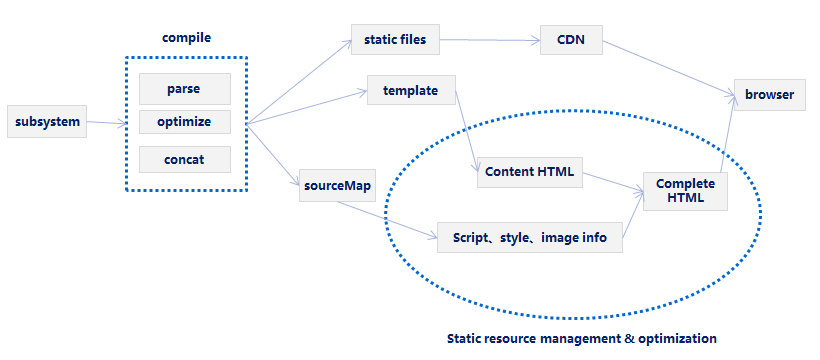 compile
static files
CDN
parse
template
browser
subsystem
optimize
concat
Content HTML
sourceMap
Complete
HTML
Script、style、image info
Static resource management & optimization